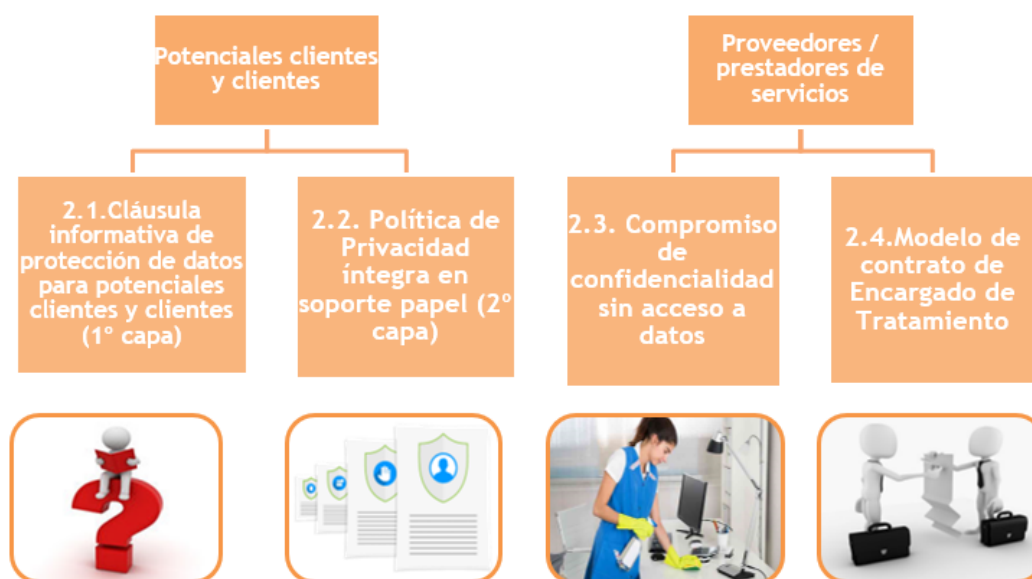 Potenciales clientes
y clientes
Proveedores /
prestadores de
servicios
2.1.Cláusula
informativa de
protección de datos
para potenciales
clientes y clientes
(1º capa)
2.2. Política de
Privacidad
íntegra en
soporte papel (2º
capa)
2.3. Compromiso
de
confidencialidad
sin acceso a
datos
2.4.Modelo de
contrato de
Encargado de
Tratamiento